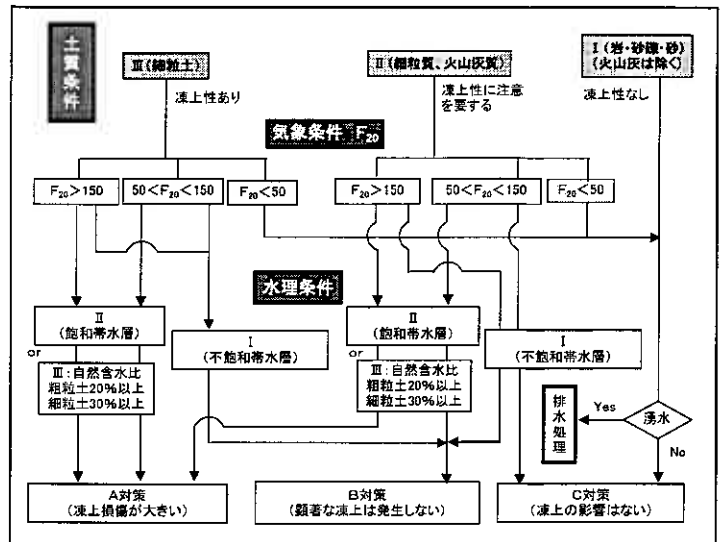 土質条件
Ⅲ(細粒土)
Ⅱ(細粒質、火山灰質)
Ⅰ(岩・砂礫・砂)
(火山灰は除く)
凍上性あり
凍上性に注意
を要する
凍上性なし
気象条件 F20
F20>150
50<F20<150
F20<50
F20>150
50<F20<150
F20<50
水理条件
Ⅱ
(飽和帯水層)
or
Ⅲ:自然含水比
粗粒土20%以上
細粒土30%以上
Ⅰ
(不飽和帯水層)
Ⅱ
(飽和帯水層)
or
Ⅲ:自然含水比
粗粒土20%以上
細粒土30%以上
Ⅰ
(不飽和帯水層)
排水処理
Yes
湧水
No
A対策
(凍上損傷が大きい)
B対策
(顕著な凍上は発生しない)
C対策
(凍上の影響はない)